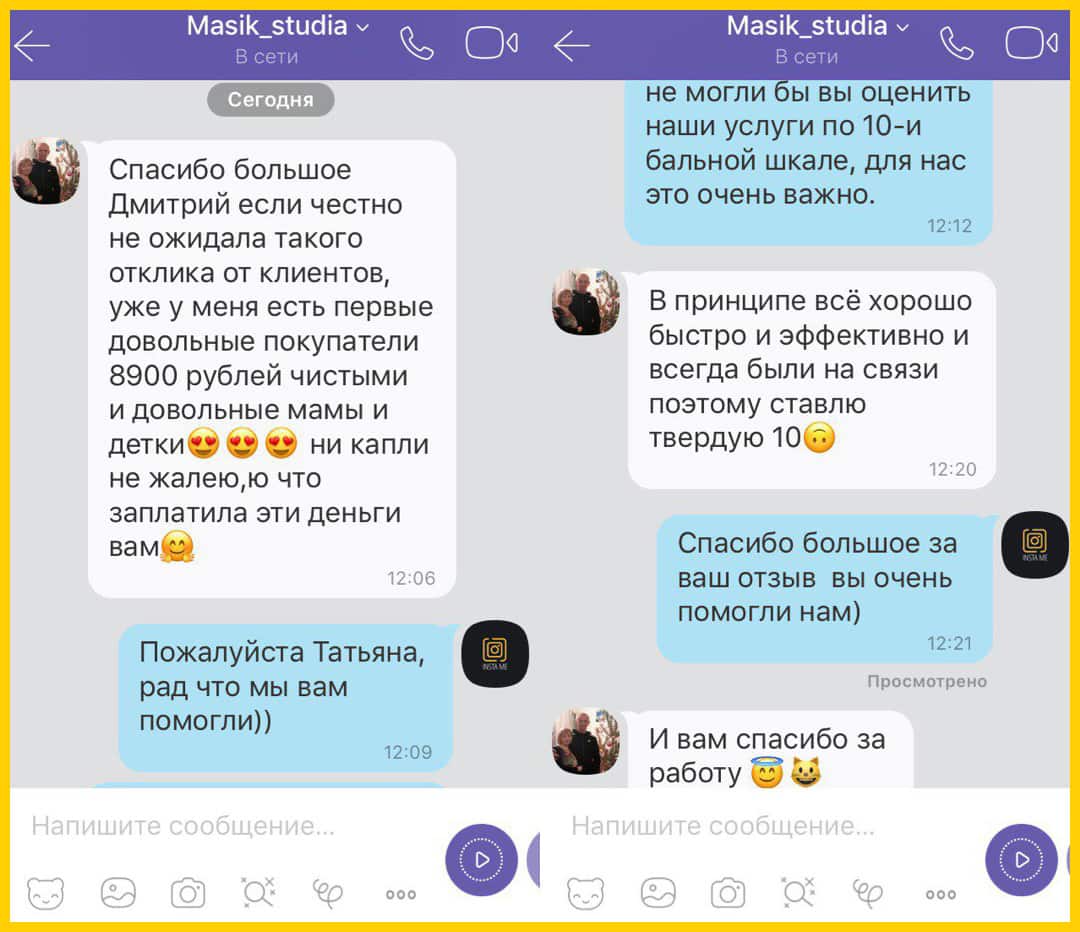 Masik_studia
В сети
Сегодня
Спасибо большое
Дмитрий если честно
не ожидала такого
отклика от клиентов,
уже у меня есть первые
довольные покупатели
8900 рублей чистыми
и довольные мамы и
детки😍😍😍 ни капли
не жалею,ю что
заплатила эти деньги
вам🤗
12:06
Пожалуйста Татьяна,
рад что мы вам
помогли))
12:09
INSTA ME
Напишите сообщение...
Masik_studia
В сети
не могли бы вы оценить
наши услуги по 10-и
бальной шкале, для нас
это очень важно.
12:12
В принципе всё хорошо
быстро и эффективно и
всегда были на связи
поэтому ставлю
твердую 10🙃
12:20
Спасибо большое за
ваш отзыв  вы очень
помогли нам)
12:21
INSTA ME
Просмотрено
И вам спасибо за
работу 😇😺
Напишите сообщение...